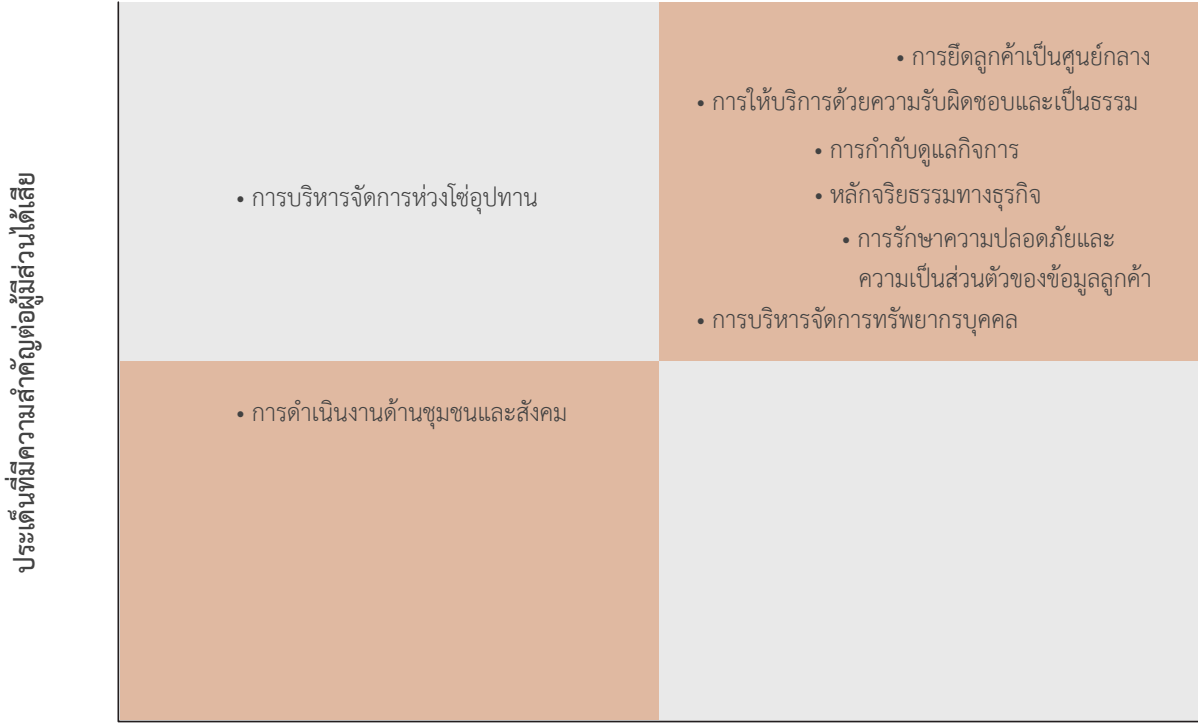 ประเด็นที่มีความสำคัญต่อผู้มีส่วนได้เสีย
• การยึดลูกค้าเป็นศูนย์กลาง
• การให้บริการด้วยความรับผิดชอบและเป็นธรรม
• การกำกับดูแลกิจการ
• การบริหารจัดการห่วงโซ่อุปทาน
• หลักจริยธรรมทางธุรกิจ
• การรักษาความปลอดภัยและ
ความเป็นส่วนตัวของข้อมูลลูกค้า
• การบริหารจัดการทรัพยากรบุคคล
• การดำเนินงานด้านชุมชนและสังคม